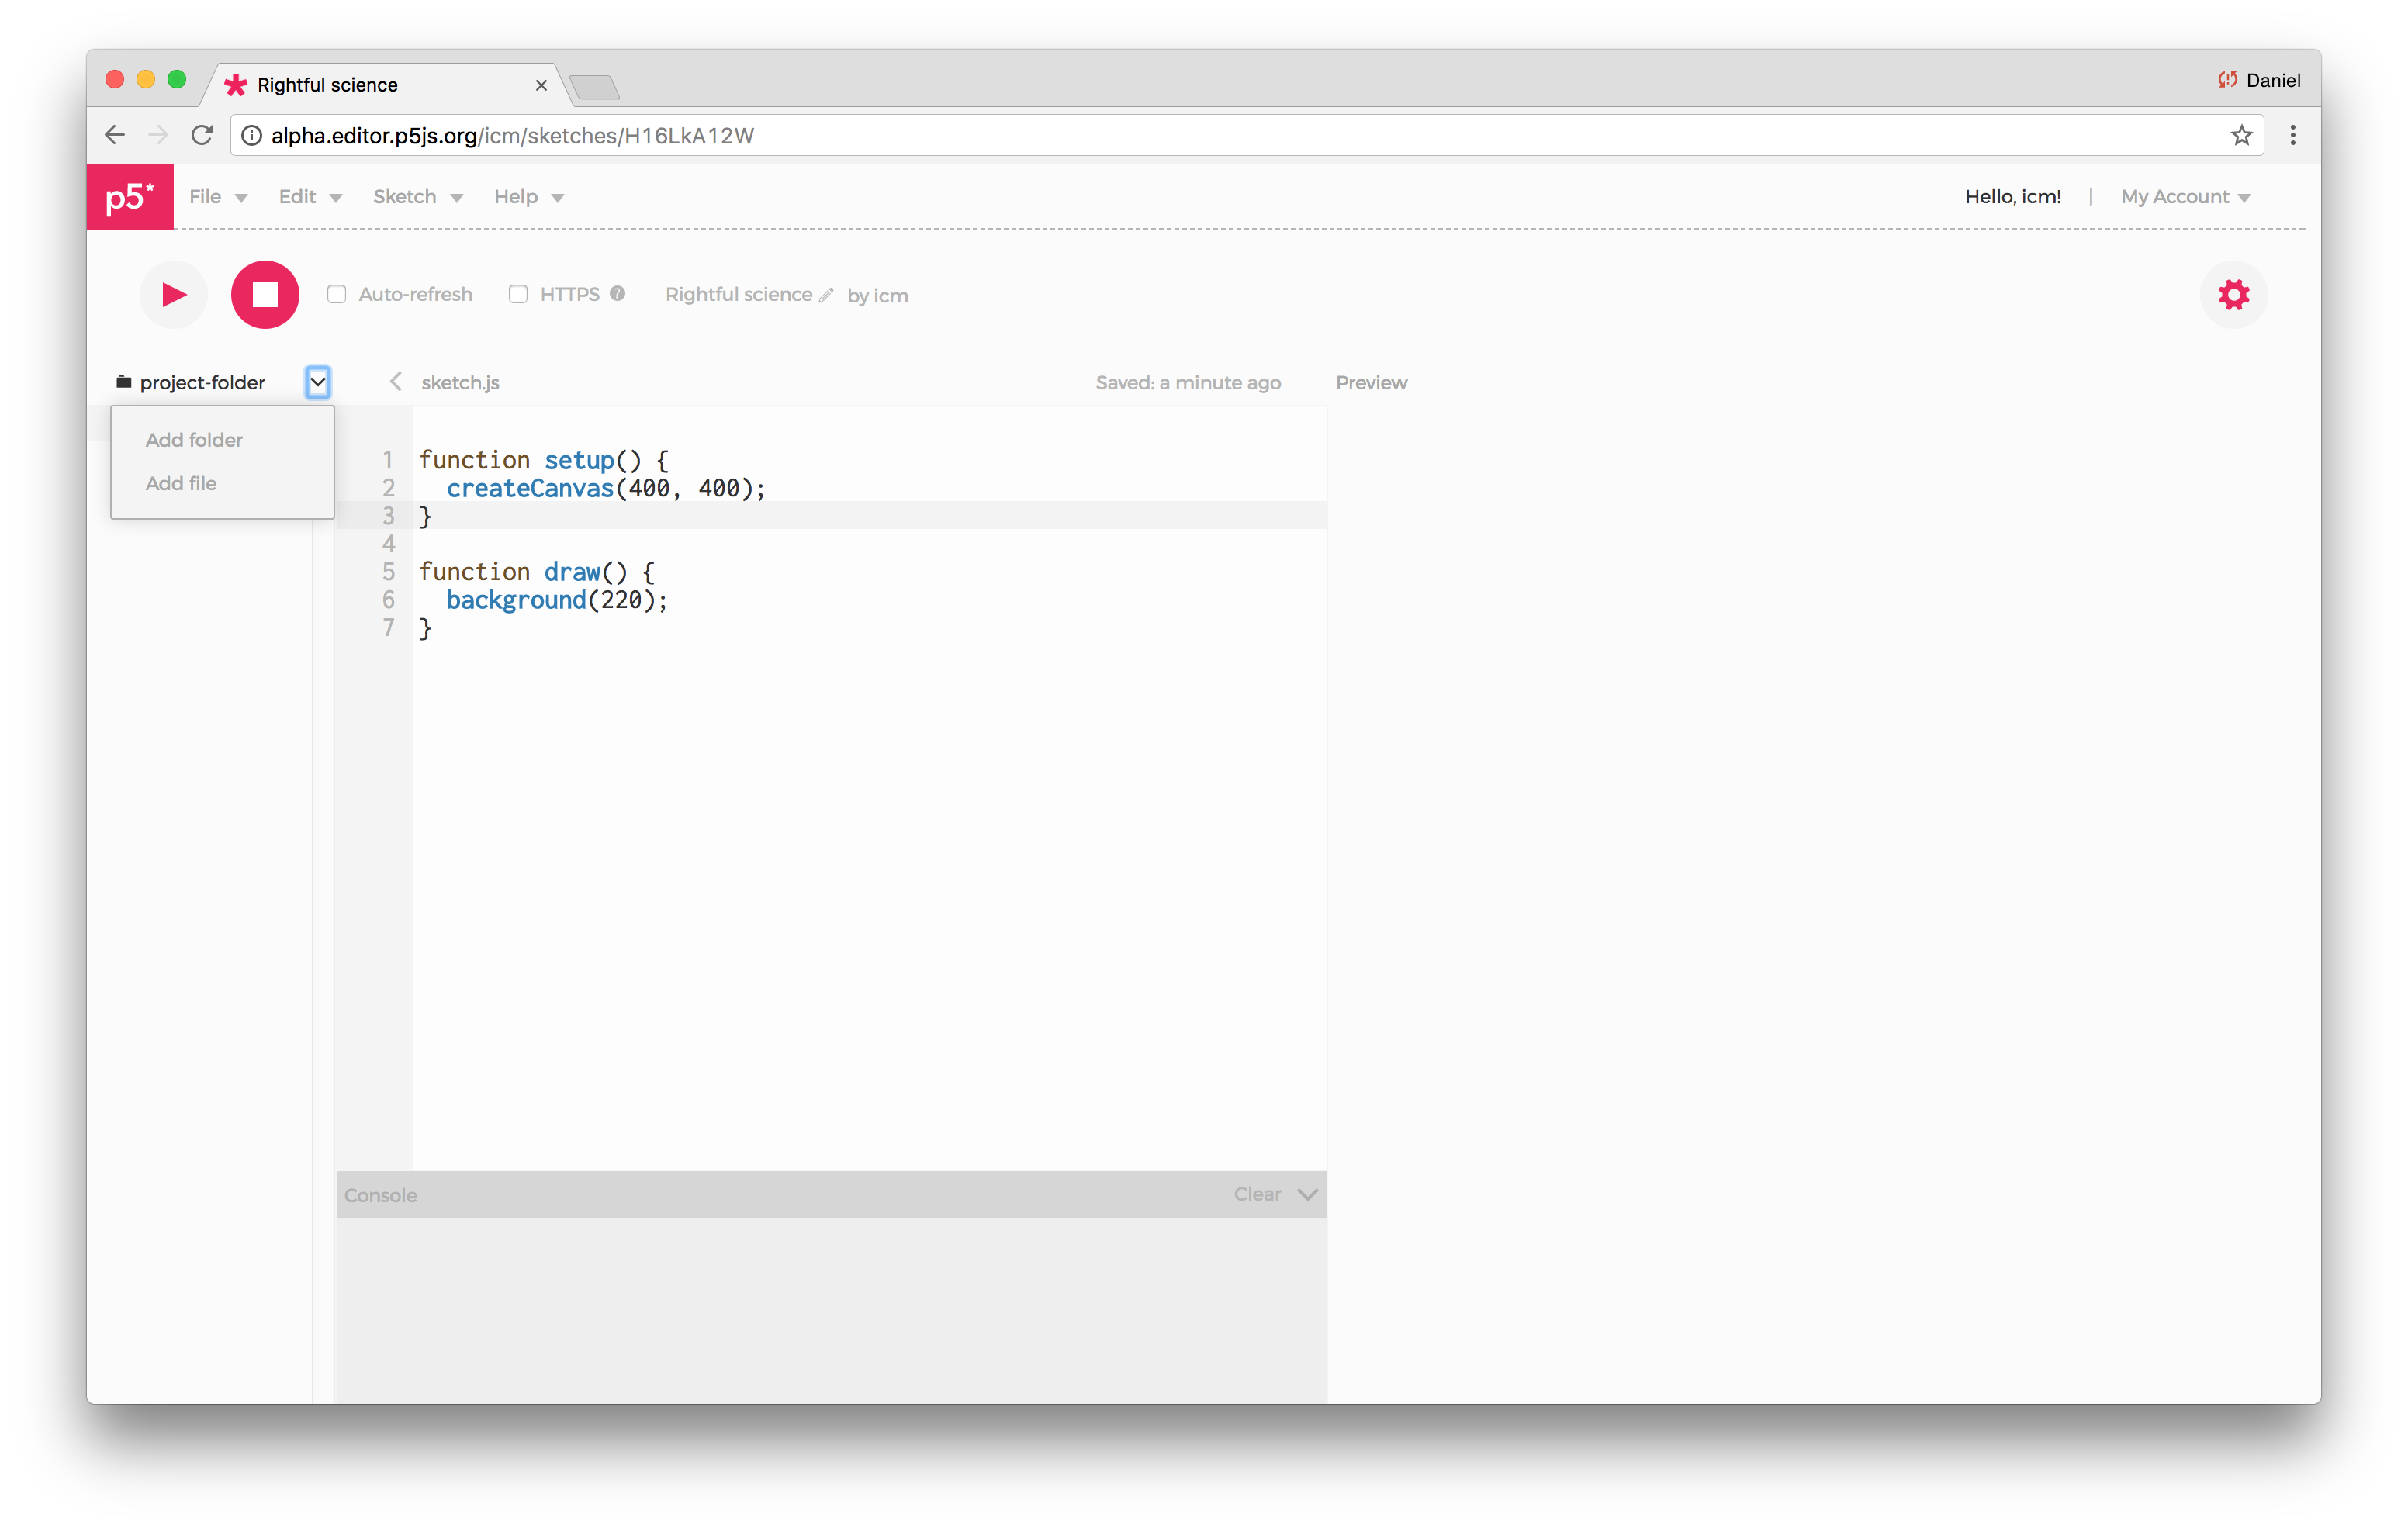 Rightful science
Daniel
alpha.editor.p5js.org/icm/sketches/H16LkA12W
p5*
File Edit Sketch Help Hello, icm! | My Account
Auto-refresh HTTPS ? Rightful science by icm
project-folder sketch.js Saved: a minute ago Preview
Add folder
Add file
1 function setup() {
2   createCanvas(400, 400);
3 }
4
5 function draw() {
6   background(220);
7 }
Console Clear